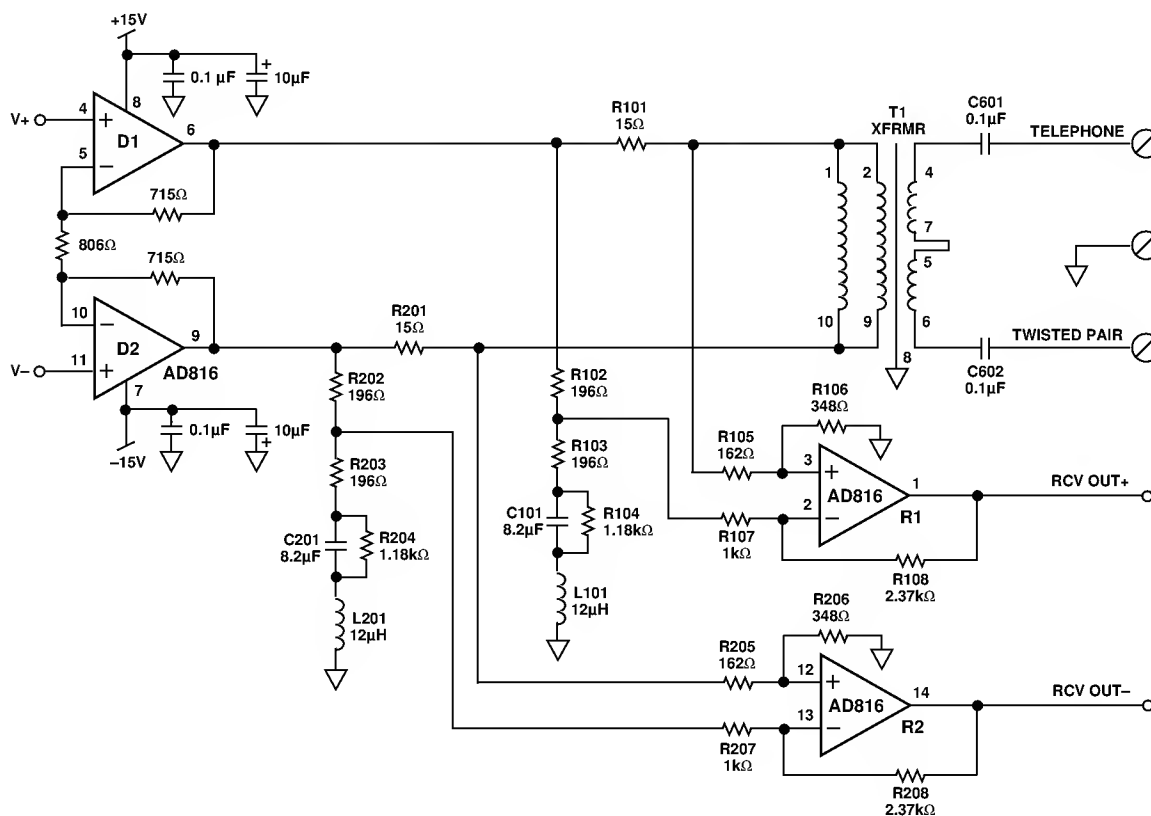 +15V
0.1 µF
+
10µF
V+
4
+
D1
8
6
5
−
715Ω
806Ω
715Ω
10
−
D2
9
V−
11
+
7
AD816
0.1µF
10µF
+
−15V
R101
15Ω
R201
15Ω
R202
196Ω
R203
196Ω
C201
8.2µF
R204
1.18kΩ
L201
12µH
R102
196Ω
R103
196Ω
C101
8.2µF
R104
1.18kΩ
L101
12µH
T1
XFRMR
1
2
4
7
5
10
9
6
8
C601
0.1µF
TELEPHONE
TWISTED PAIR
C602
0.1µF
R106
348Ω
R105
162Ω
3
+
AD816
1
RCV OUT+
2
−
R1
R107
1kΩ
R108
2.37kΩ
R206
348Ω
R205
162Ω
12
+
AD816
14
RCV OUT−
13
−
R2
R207
1kΩ
R208
2.37kΩ